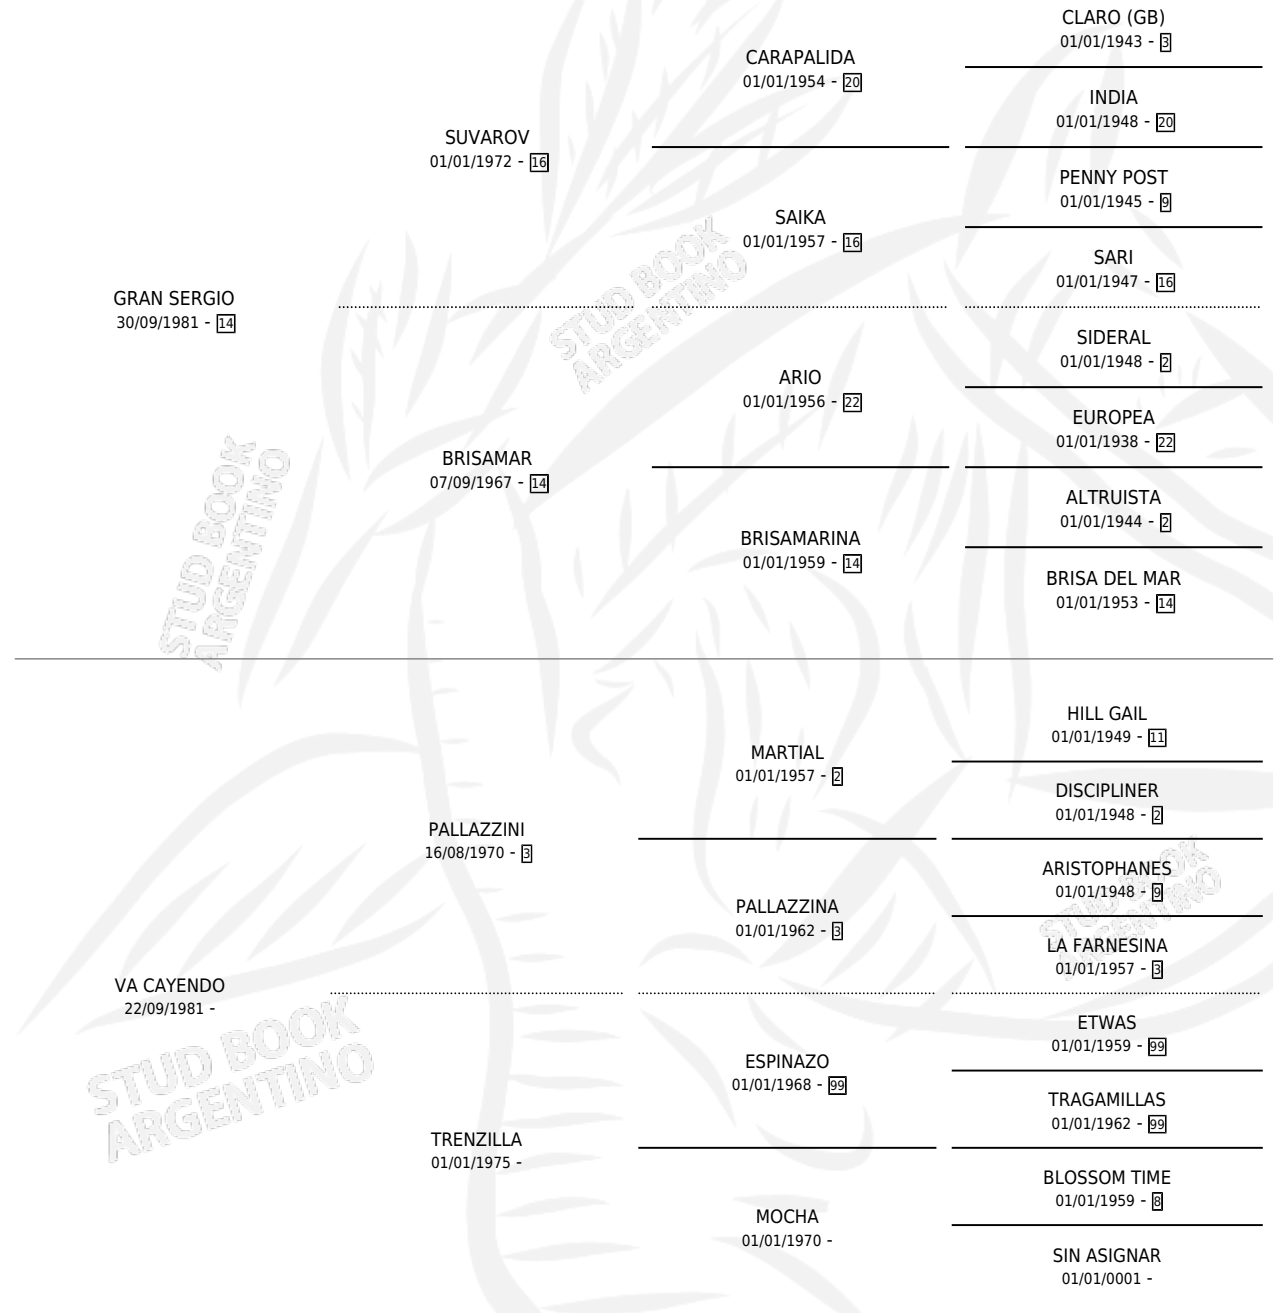 CLARO (GB)
01/01/1943 - 3
CARAPALIDA
01/01/1954 - 20
INDIA
01/01/1948 - 20
SUVAROV
01/01/1972 - 16
PENNY POST
01/01/1945 - 9
SAIKA
01/01/1957 - 16
SARI
01/01/1947 - 16
GRAN SERGIO
30/09/1981 - 14
SIDERAL
01/01/1948 - 2
ARIO
01/01/1956 - 22
EUROPEA
01/01/1938 - 22
BRISAMAR
07/09/1967 - 14
ALTRUISTA
01/01/1944 - 2
BRISAMARINA
01/01/1959 - 14
BRISA DEL MAR
01/01/1953 - 14
STUD BOOK
ARGENTINO
STUD BOOK
ARGENTINO
HILL GAIL
01/01/1949 - 11
MARTIAL
01/01/1957 - 2
DISCIPLINER
01/01/1948 - 2
PALLAZZINI
16/08/1970 - 3
ARISTOPHANES
01/01/1948 - 9
PALLAZZINA
01/01/1962 - 3
LA FARNESINA
01/01/1957 - 3
VA CAYENDO
22/09/1981 -
ETWAS
01/01/1959 - 99
ESPINAZO
01/01/1968 - 99
TRAGAMILLAS
01/01/1962 - 99
TRENZILLA
01/01/1975 -
BLOSSOM TIME
01/01/1959 - 8
MOCHA
01/01/1970 -
SIN ASIGNAR
01/01/0001 -
STUD BOOK
ARGENTINO
STUD BOOK
ARGENTINO